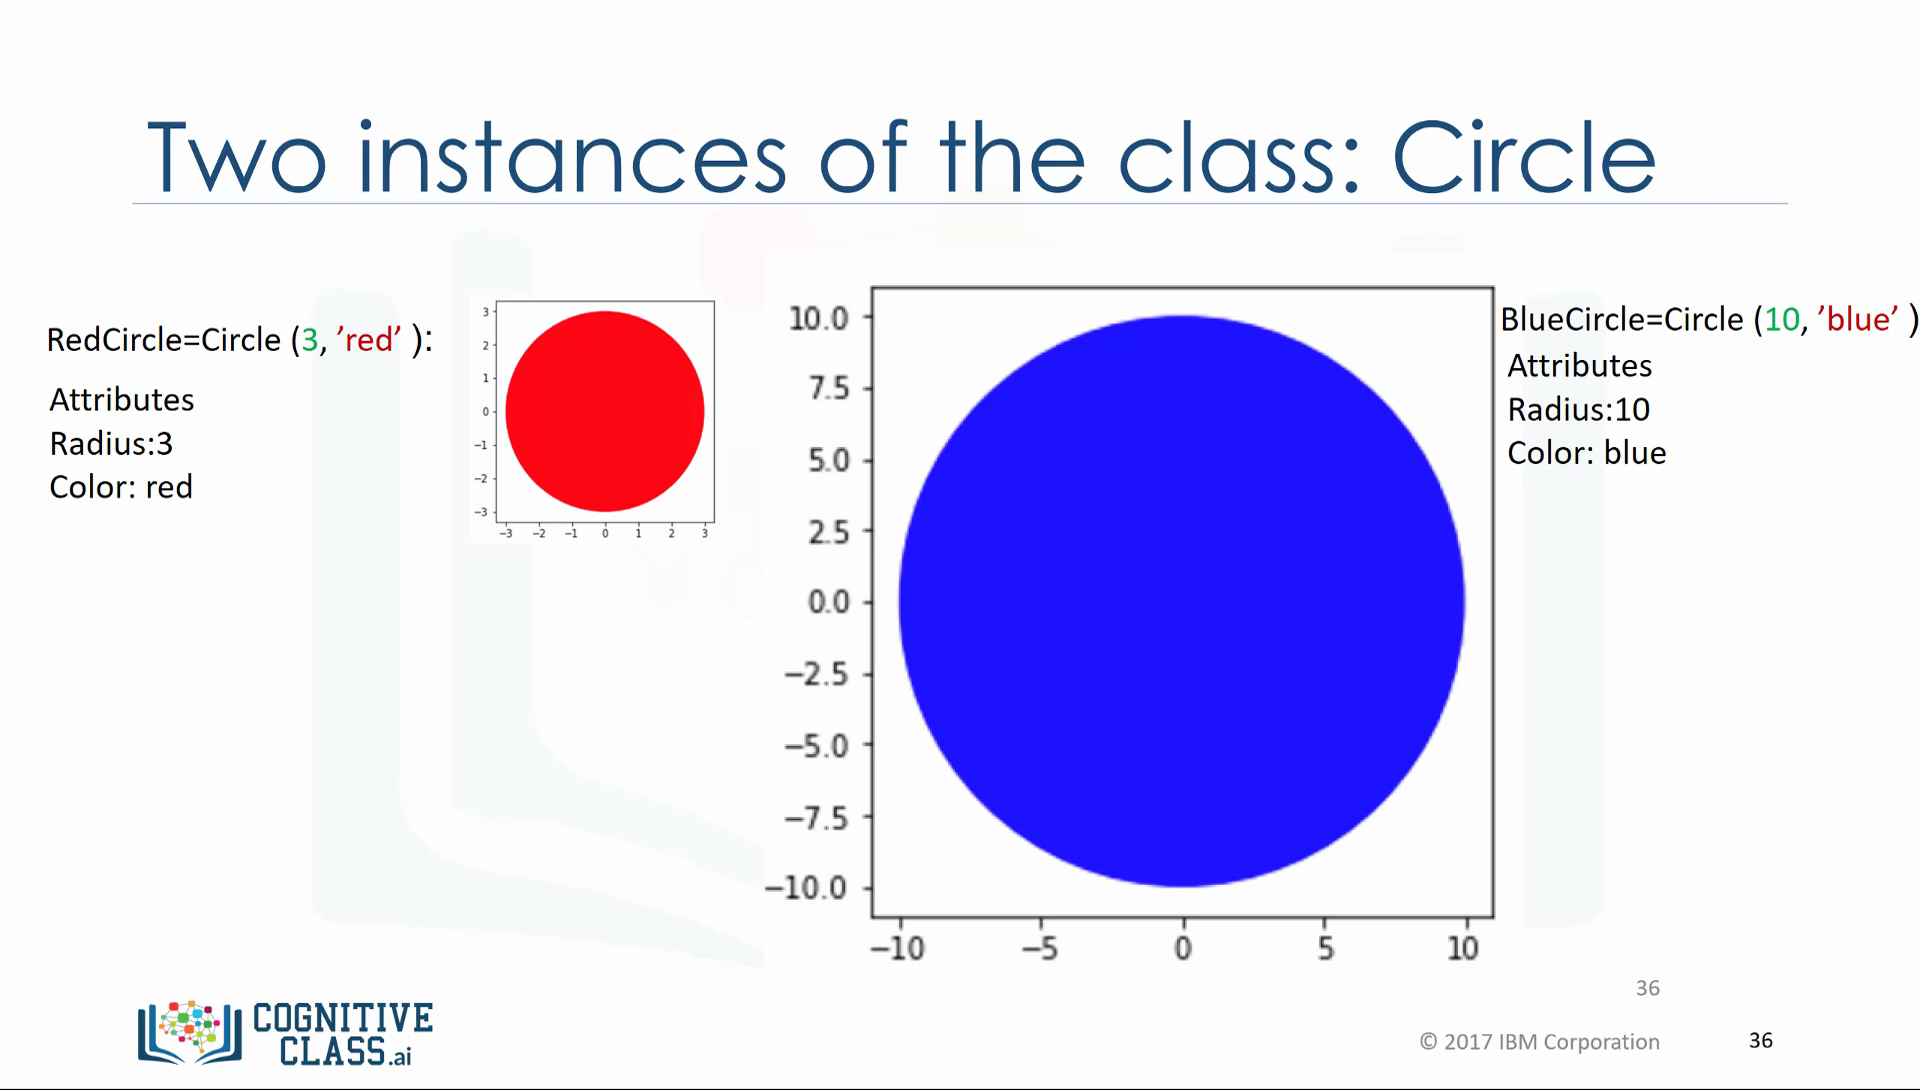 Two instances of the class: Circle
RedCircle=Circle (3, ’red’ ):
Attributes
Radius:3
Color: red
3
2
1
0
−1
−2
−3
−3 −2 −1 0 1 2 3
10.0
7.5
5.0
2.5
0.0
−2.5
−5.0
−7.5
−10.0
−10 −5 0 5 10
BlueCircle=Circle (10, ’blue’ )
Attributes
Radius:10
Color: blue
36
COGNITIVE
CLASS.ai
© 2017 IBM Corporation 36